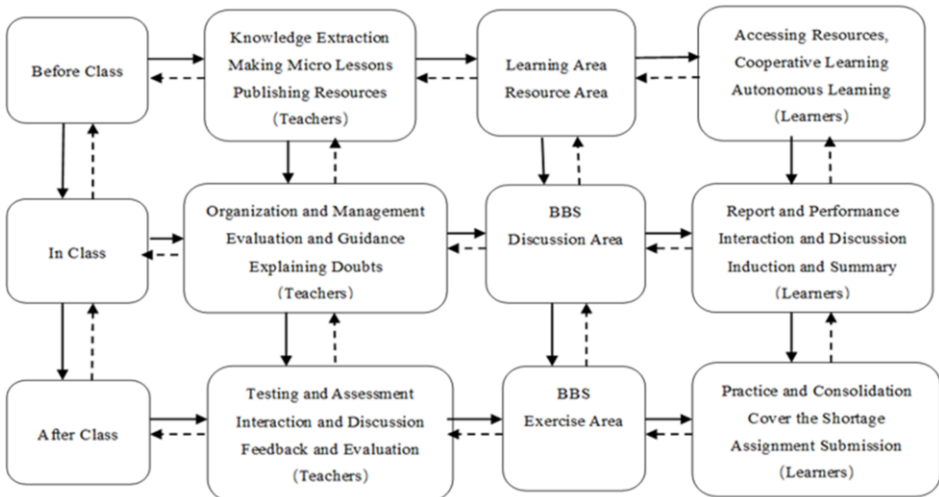 Before Class
Knowledge Extraction
Making Micro Lessons
Publishing Resources
(Teachers)
Learning Area
Resource Area
Accessing Resources,
Cooperative Learning
Autonomous Learning
(Learners)
In Class
Organization and Management
Evaluation and Guidance
Explaining Doubts
(Teachers)
BBS
Discussion Area
Report and Performance
Interaction and Discussion
Induction and Summary
(Learners)
After Class
Testing and Assessment
Interaction and Discussion
Feedback and Evaluation
(Teachers)
BBS
Exercise Area
Practice and Consolidation
Cover the Shortage
Assignment Submission
(Learners)